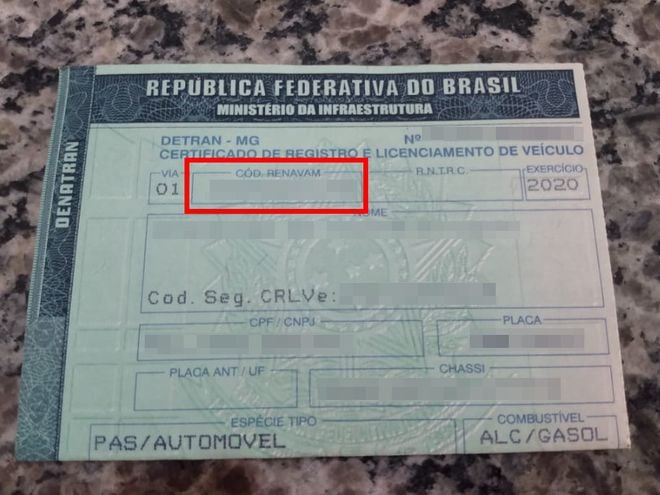 REPÚBLICA FEDERATIVA DO BRASIL
MINISTÉRIO DA INFRAESTRUTURA
DENATRAN
DETRAN - MG Nº
CERTIFICADO DE REGISTRO E LICENCIAMENTO DE VEÍCULO
VIA CÓD. RENAVAM R.N.T.R.C. EXERCÍCIO
01 2020
NOME
Cod. Seg. CRLVe:
CPF / CNPJ PLACA
PLACA ANT / UF CHASSI
ESPÉCIE TIPO COMBUSTÍVEL
PAS/AUTOMOVEL ALC/GASOL